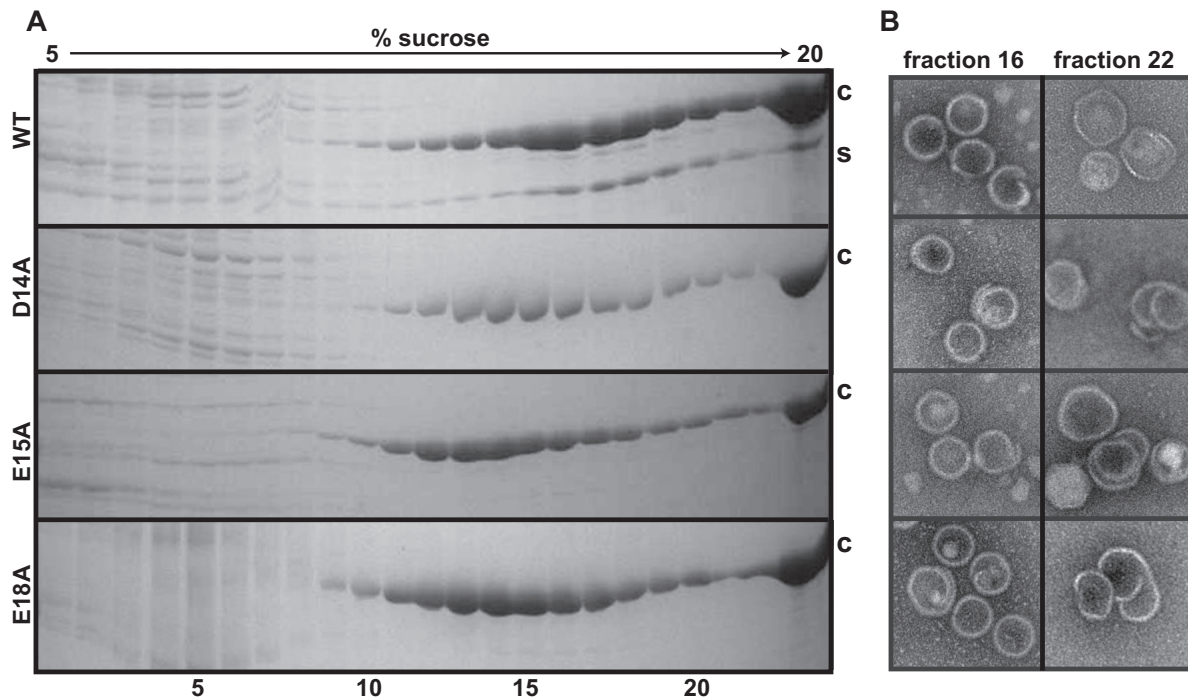 A
B
% sucrose
5
20
fraction 16
fraction 22
WT
c
s
D14A
c
E15A
c
E18A
c
5
10
15
20